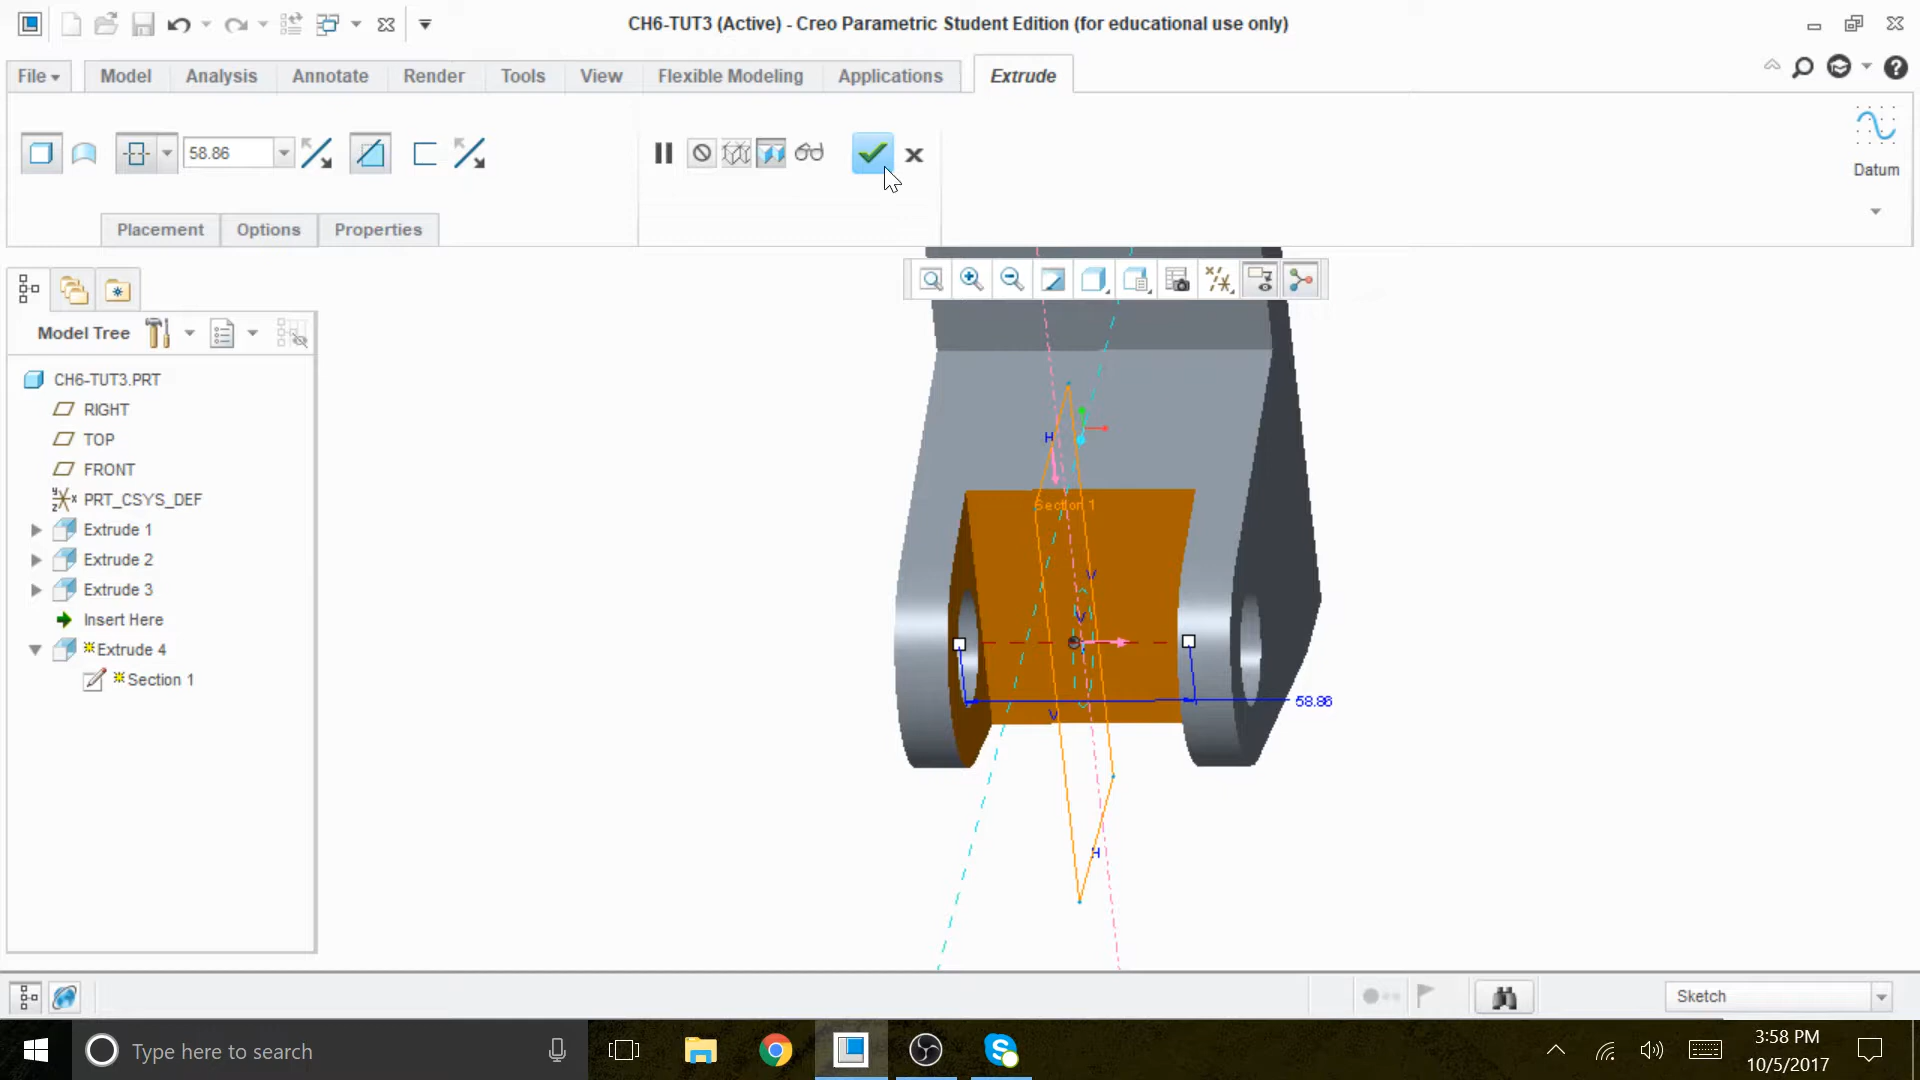 CH6-TUT3 (Active) - Creo Parametric Student Edition (for educational use only)
File Model Analysis Annotate Render Tools View Flexible Modeling Applications Extrude
58.86
Datum
Placement Options Properties
Model Tree
CH6-TUT3.PRT
RIGHT
TOP
FRONT
PRT_CSYS_DEF
Extrude 1
Extrude 2
Extrude 3
Insert Here
Extrude 4
Section 1
H
Section 1
V
V
58.86
V
H
Sketch
Type here to search
3:58 PM
10/5/2017